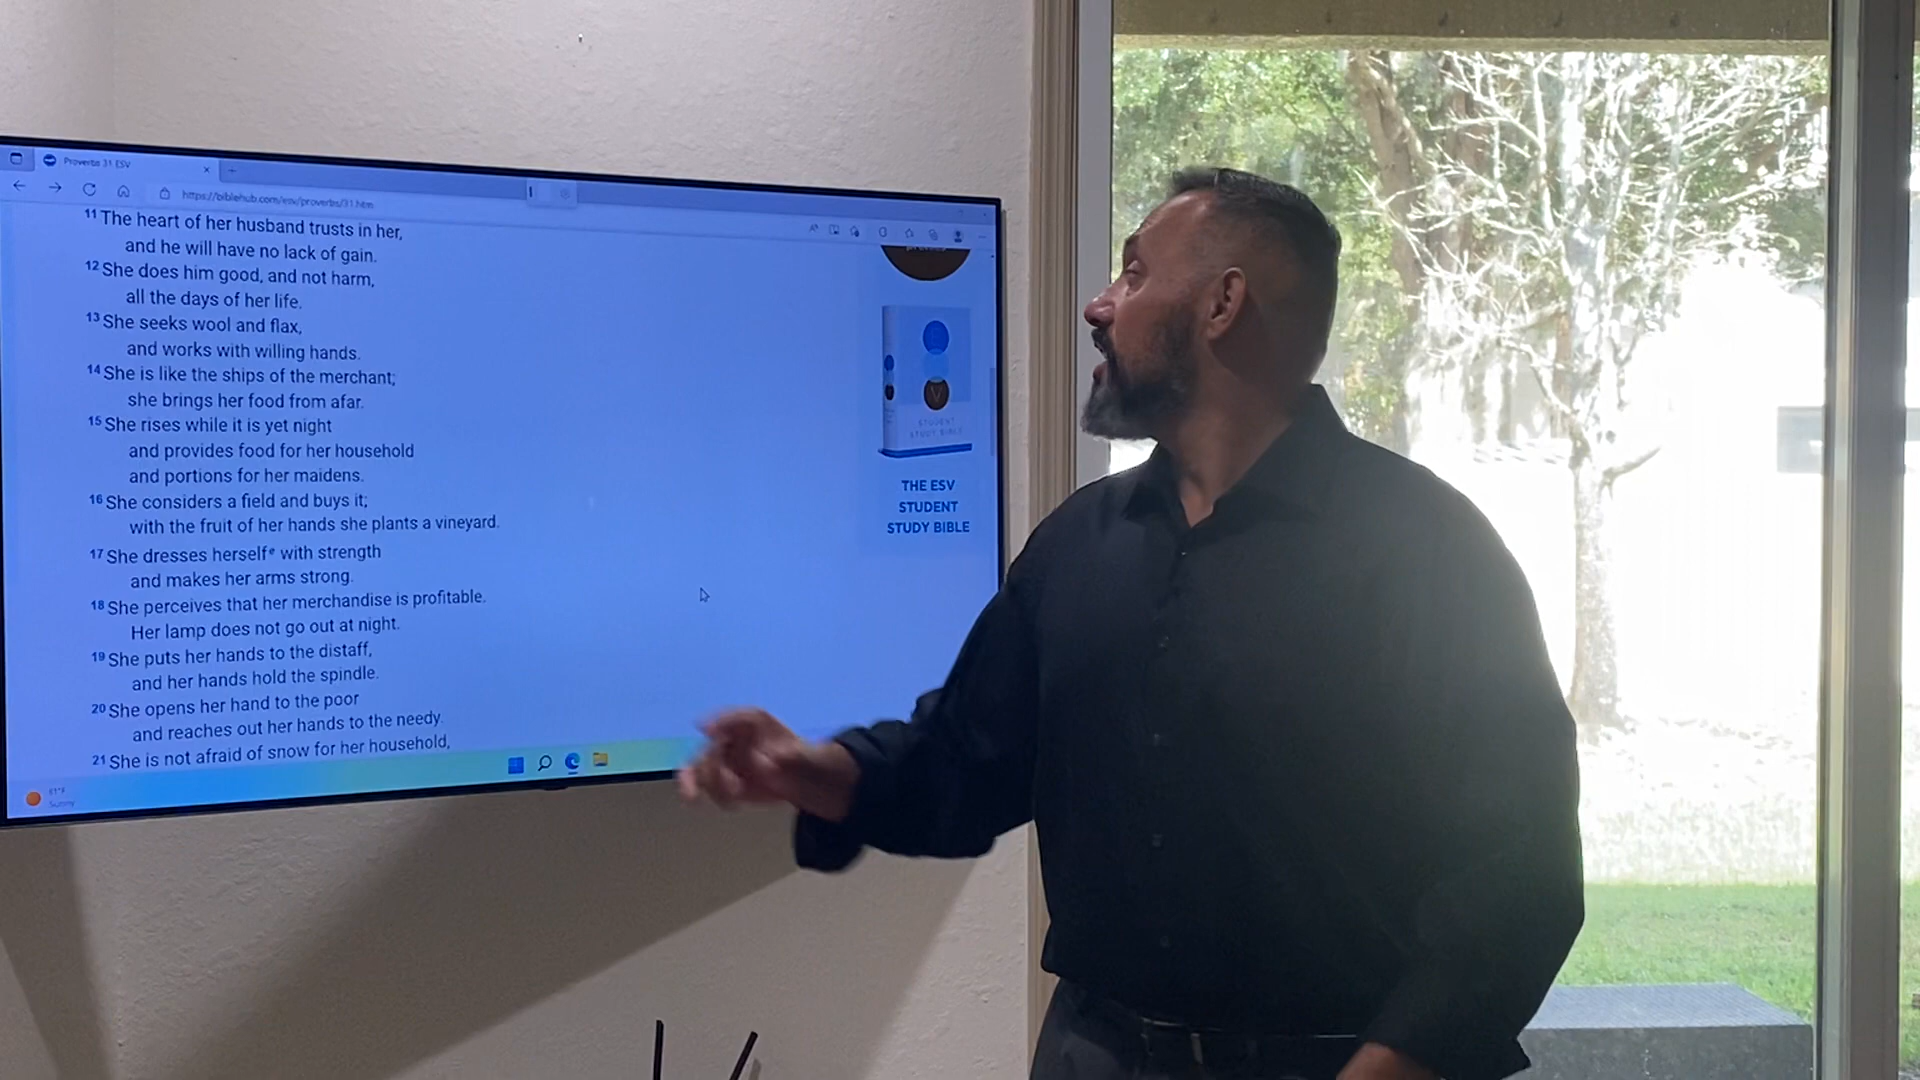 Proverbs 31 ESV
https://biblehub.com/esv/proverbs/31.htm
11 The heart of her husband trusts in her,
and he will have no lack of gain.
12 She does him good, and not harm,
all the days of her life.
13 She seeks wool and flax,
and works with willing hands.
14 She is like the ships of the merchant;
she brings her food from afar.
15 She rises while it is yet night
and provides food for her household
and portions for her maidens.
16 She considers a field and buys it;
with the fruit of her hands she plants a vineyard.
17 She dresses herself e with strength
and makes her arms strong.
18 She perceives that her merchandise is profitable.
Her lamp does not go out at night.
19 She puts her hands to the distaff,
and her hands hold the spindle.
20 She opens her hand to the poor
and reaches out her hands to the needy.
21 She is not afraid of snow for her household,
STUDENT
STUDY BIBLE
THE ESV
STUDENT
STUDY BIBLE
Sunny